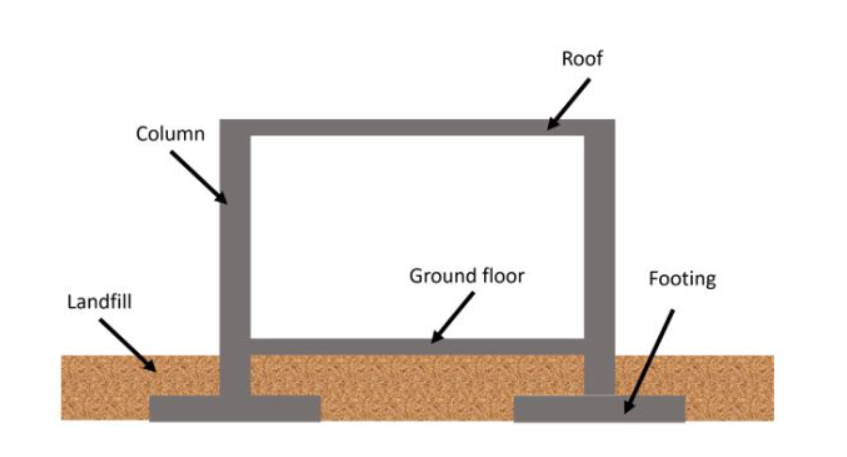 Roof
Column
Ground floor
Footing
Landfill